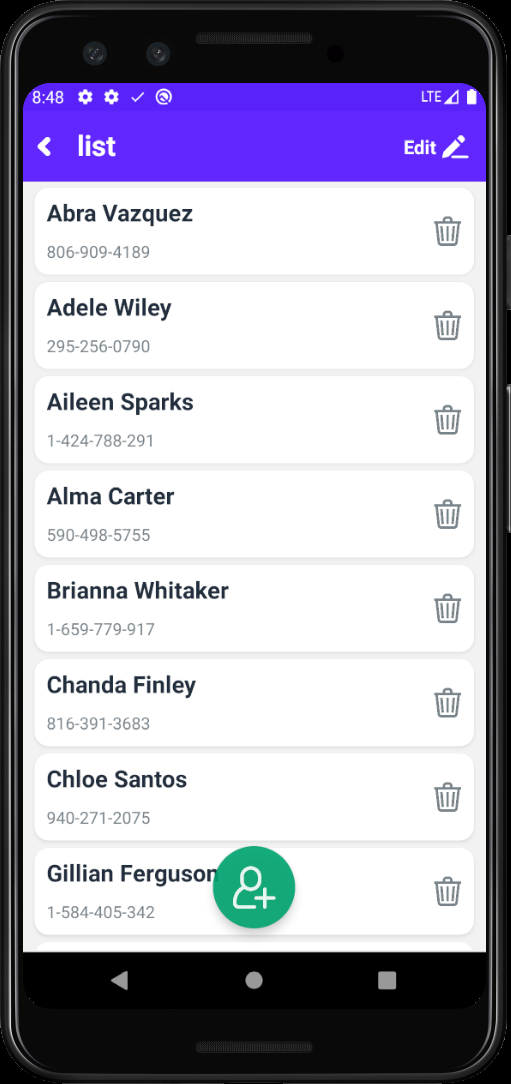 8:48 LTE
list Edit
Abra Vazquez
806-909-4189
Adele Wiley
295-256-0790
Aileen Sparks
1-424-788-291
Alma Carter
590-498-5755
Brianna Whitaker
1-659-779-917
Chanda Finley
816-391-3683
Chloe Santos
940-271-2075
Gillian Ferguson
1-584-405-342